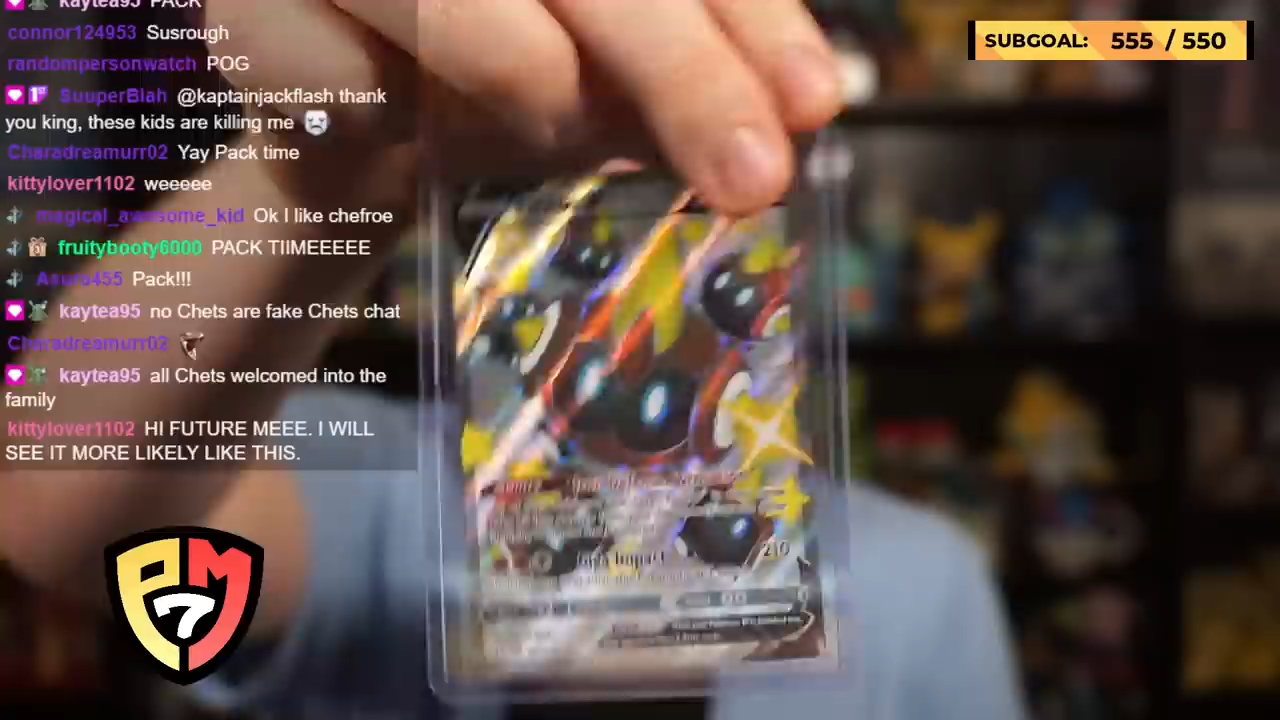 kaytea95 PACK
connor124953 Susrough
randompersonwatch POG
SuuperBlah @kaptainjackflash thank
you king, these kids are killing me
Charadreamurr02 Yay Pack time
kittylover1102 weeeee
magical_awesome_kid Ok I like chefroe
fruitybooty6000 PACK TIIMEEEEE
Asura455 Pack!!!
kaytea95 no Chets are fake Chets chat
Charadreamurr02
kaytea95 all Chets welcomed into the
family
kittylover1102 HI FUTURE MEEE. I WILL
SEE IT MORE LIKELY LIKE THIS.
SUBGOAL: 555 / 550
PM7
Impact
210